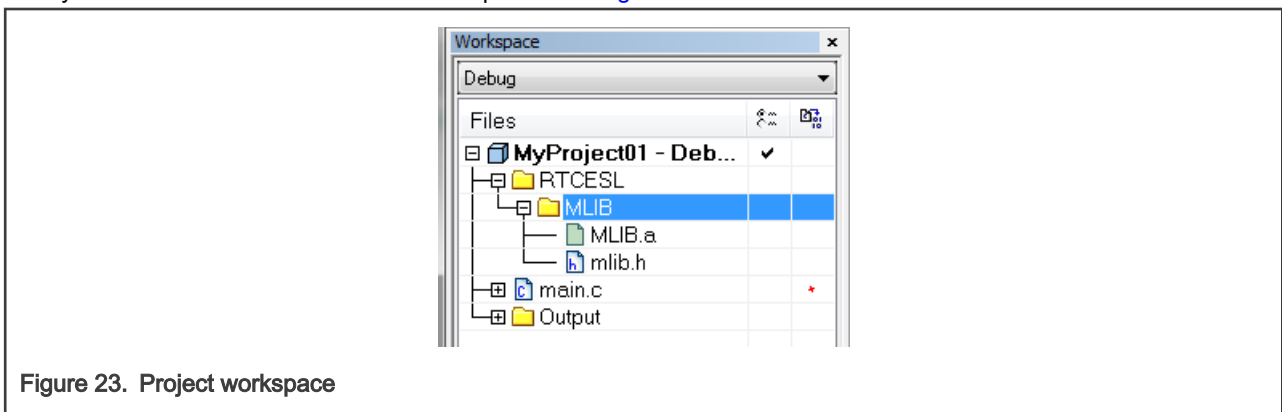 Workspace
Debug
Files
MyProject01 - Deb...
RTCESL
MLIB
MLIB.a
mlib.h
main.c
Output
Figure 23. Project workspace